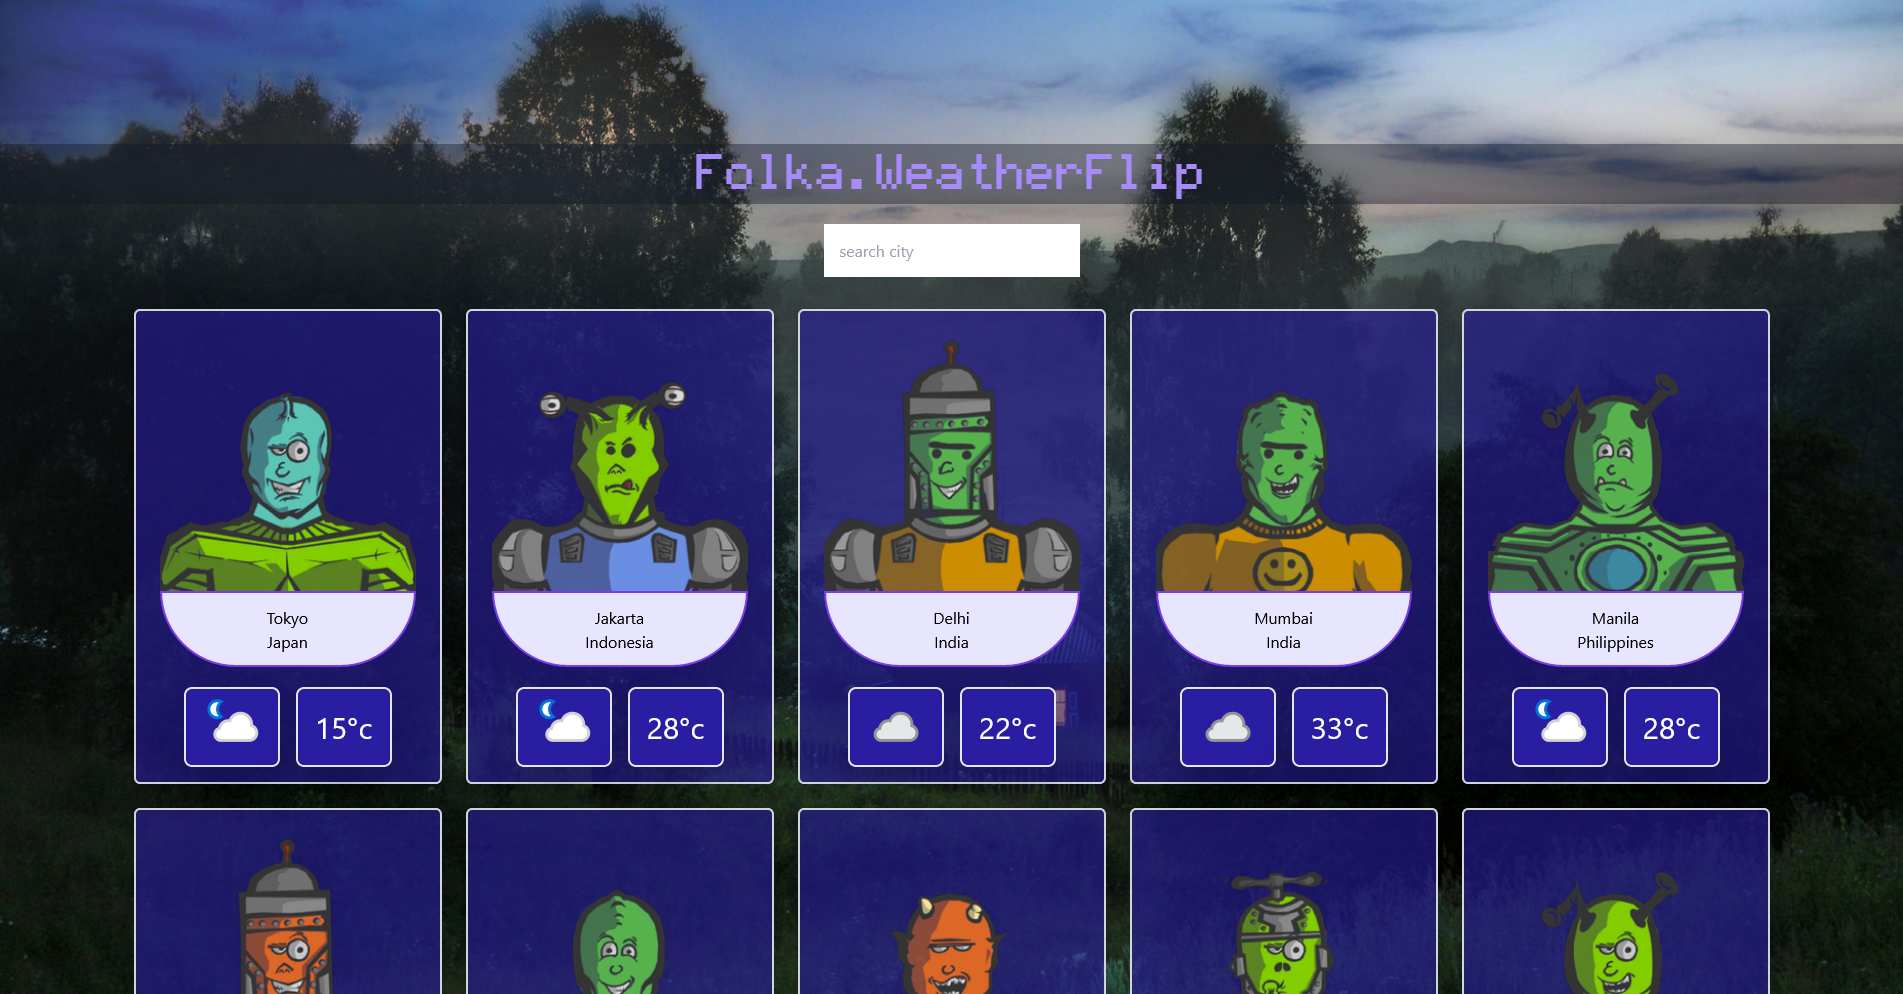 Folka.WeatherFlip
search city
Tokyo
Japan
15°c
Jakarta
Indonesia
28°c
Delhi
India
22°c
Mumbai
India
33°c
Manila
Philippines
28°c